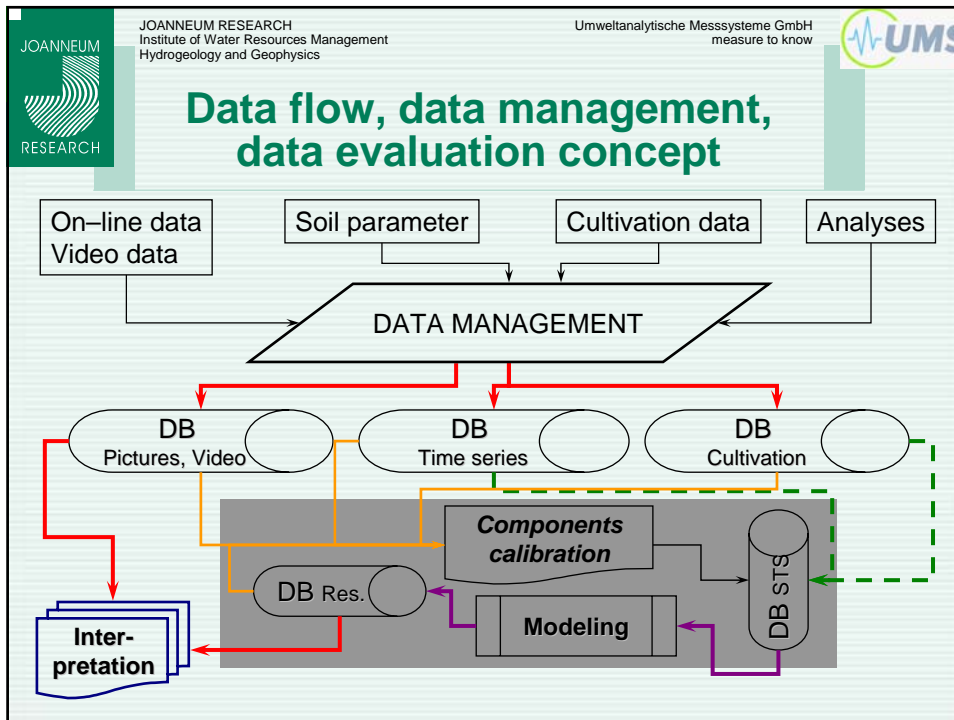 JOANNEUM
RESEARCH
JOANNEUM RESEARCH
Institute of Water Resources Management
Hydrogeology and Geophysics
Umweltanalytische Messsysteme GmbH
measure to know
UMS
Data flow, data management,
data evaluation concept
On–line data
Video data
Soil parameter
Cultivation data
Analyses
DATA MANAGEMENT
DB
Pictures, Video
DB
Time series
DB
Cultivation
Components
calibration
DB STS
DB Res.
Modeling
Inter-
pretation